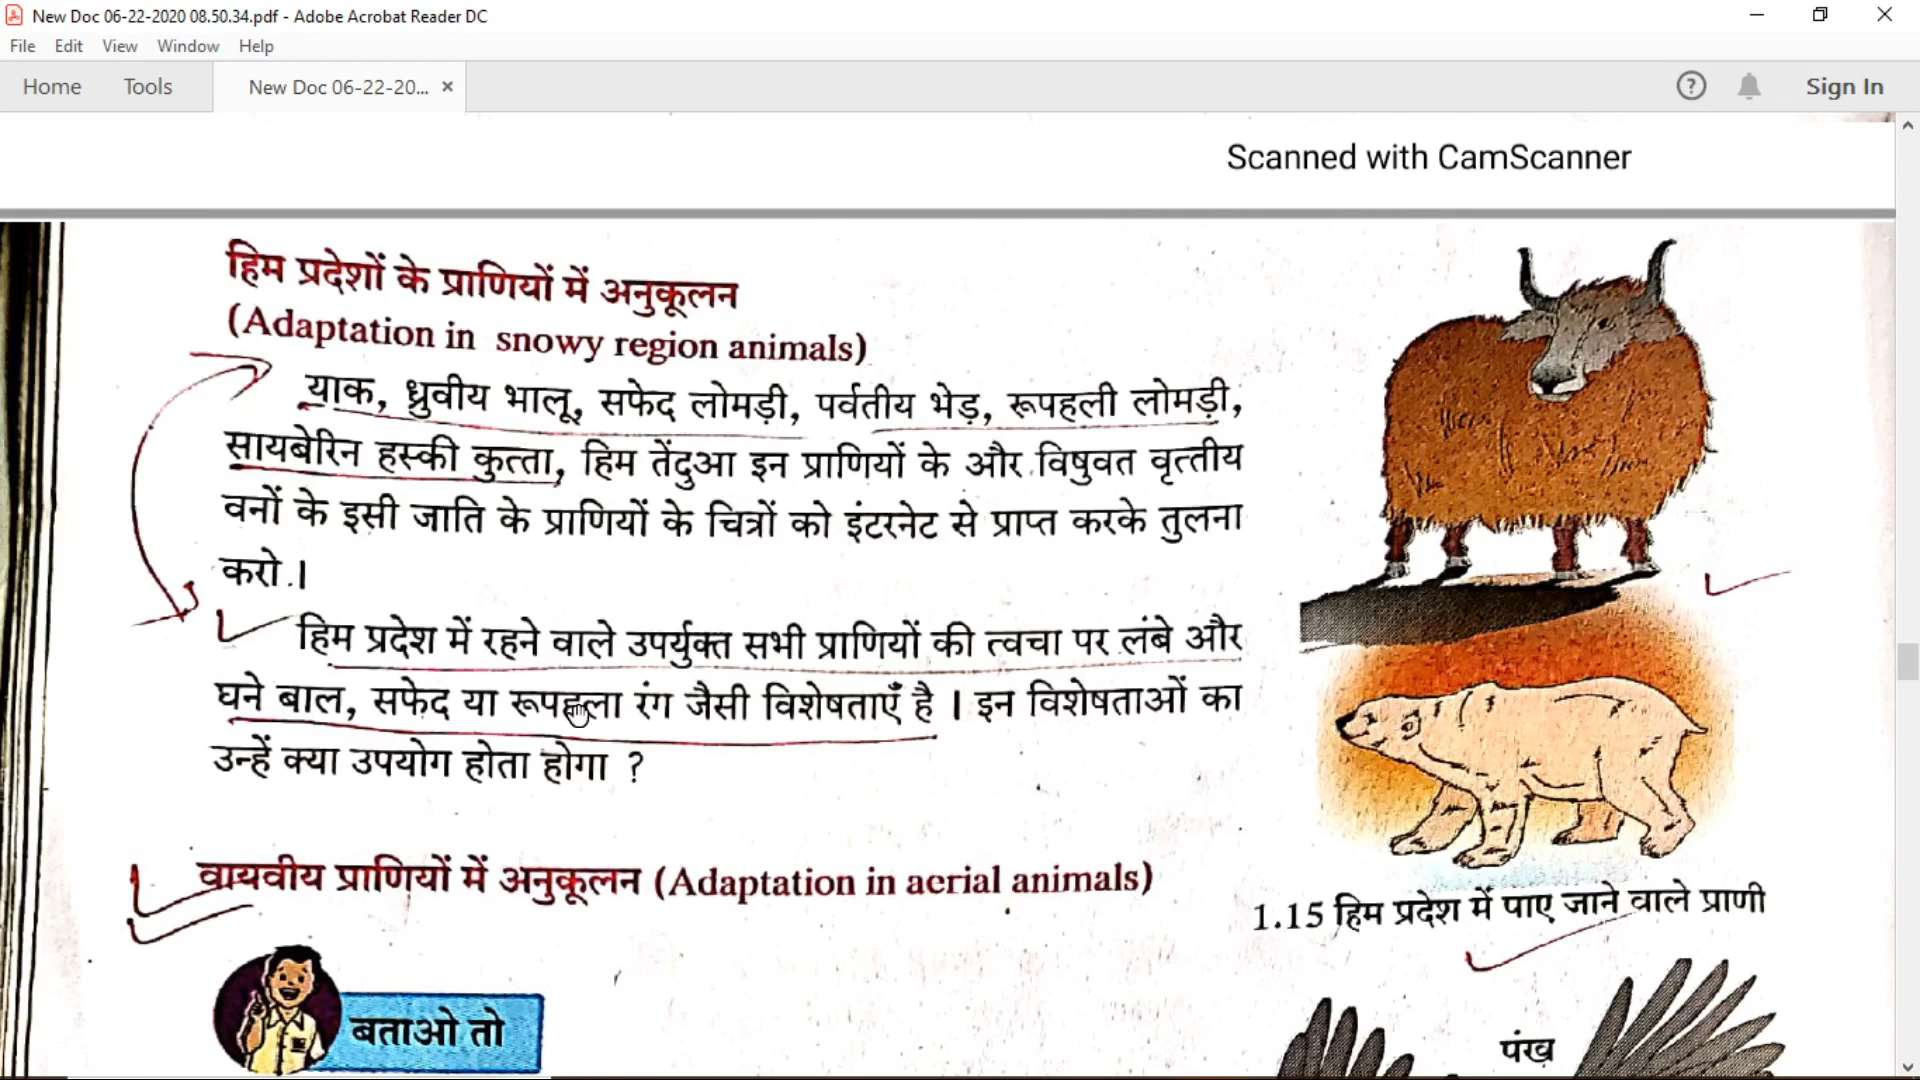 New Doc 06-22-2020 08.50.34.pdf - Adobe Acrobat Reader DC
File Edit View Window Help
Home Tools New Doc 06-22-20... × ? Sign In
Scanned with CamScanner
हिम प्रदेशों के प्राणियों में अनुकूलन
(Adaptation in snowy region animals)
याक, ध्रुवीय भालू, सफेद लोमड़ी, पर्वतीय भेड़, रूपहली लोमड़ी,
सायबेरिन हस्की कुत्ता, हिम तेंदुआ इन प्राणियों के और विषुवत वृत्तीय
वनों के इसी जाति के प्राणियों के चित्रों को इंटरनेट से प्राप्त करके तुलना
करो ।
हिम प्रदेश में रहने वाले उपर्युक्त सभी प्राणियों की त्वचा पर लंबे और
घने बाल, सफेद या रूपहला रंग जैसी विशेषताएँ है । इन विशेषताओं का
उन्हें क्या उपयोग होता होगा ?
1.15 हिम प्रदेश में पाए जाने वाले प्राणी
वायवीय प्राणियों में अनुकूलन (Adaptation in aerial animals)
बताओ तो
पंख